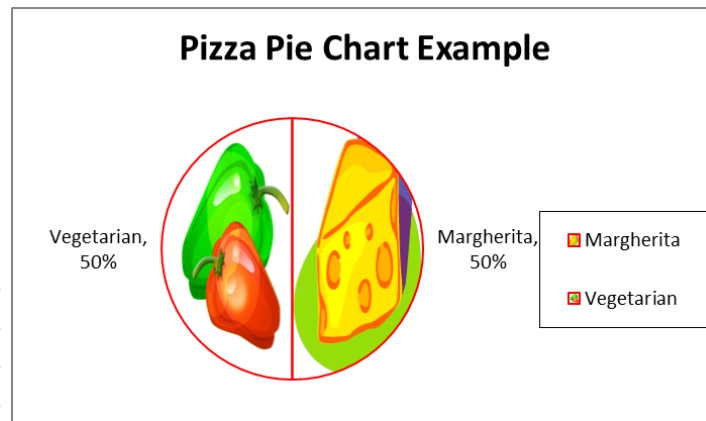 Pizza Pie Chart Example
Vegetarian,
50%
Margherita,
50%
Margherita
Vegetarian